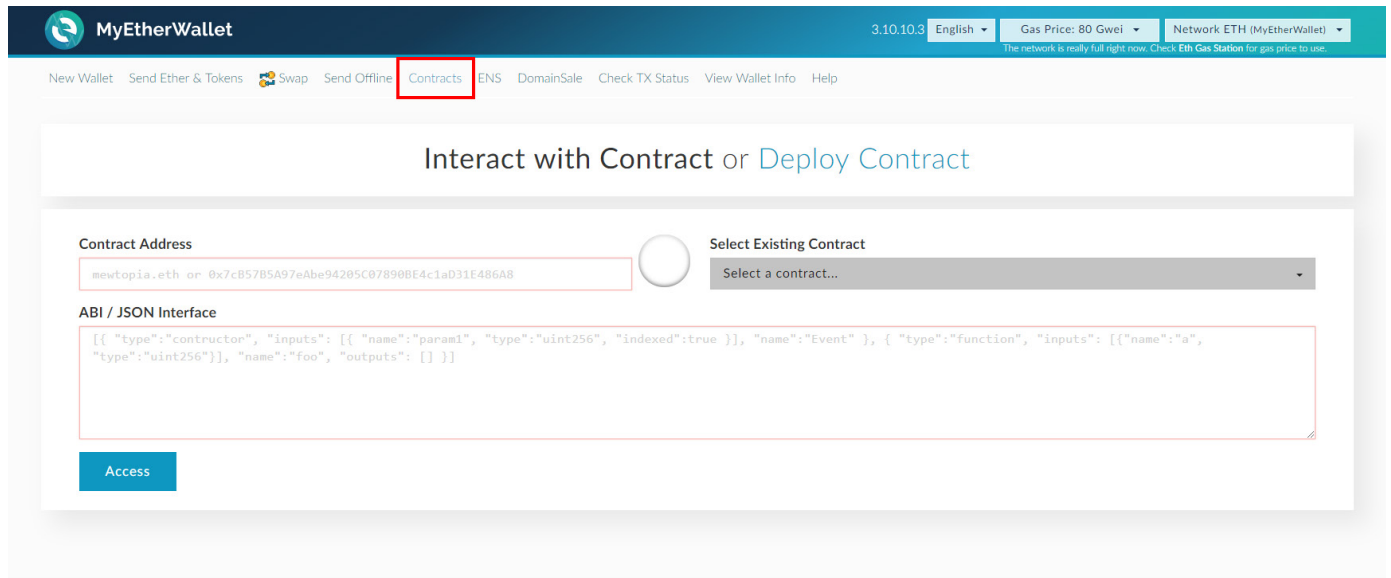 MyEtherWallet
3.10.10.3 English Gas Price: 80 Gwei Network ETH (MyEtherWallet)
The network is really full right now. Check Eth Gas Station for gas price to use.
New Wallet Send Ether & Tokens Swap Send Offline Contracts ENS DomainSale Check TX Status View Wallet Info Help
Interact with Contract or Deploy Contract
Contract Address
mewtopia.eth or 0x7cB57B5A97eAbe94205C07890BE4c1aD31E486A8
Select Existing Contract
Select a contract...
ABI / JSON Interface
[{ "type":"contructor", "inputs": [{ "name":"param1", "type":"uint256", "indexed":true }], "name":"Event" }, { "type":"function", "inputs": [{"name":"a",
"type":"uint256"}], "name":"foo", "outputs": [] }]
Access